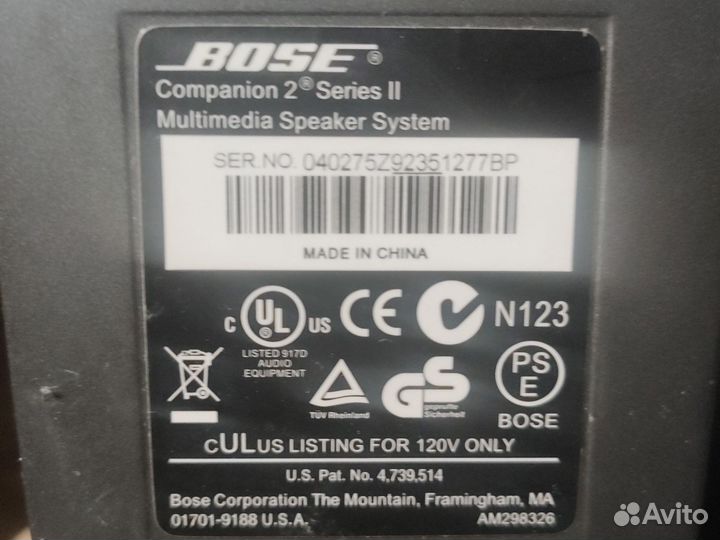 BOSE®
Companion 2® Series II
Multimedia Speaker System
SER.NO. 040275Z92351277BP
MADE IN CHINA
C UL US CE N123
LISTED 917D
AUDIO
EQUIPMENT
TÜV Rheinland
GS
geprüfte
Sicherheit
PS
E
BOSE
CULUS LISTING FOR 120V ONLY
U.S. Pat. No. 4,739,514
Bose Corporation The Mountain, Framingham, MA
01701-9188 U.S.A. AM298326
Avito